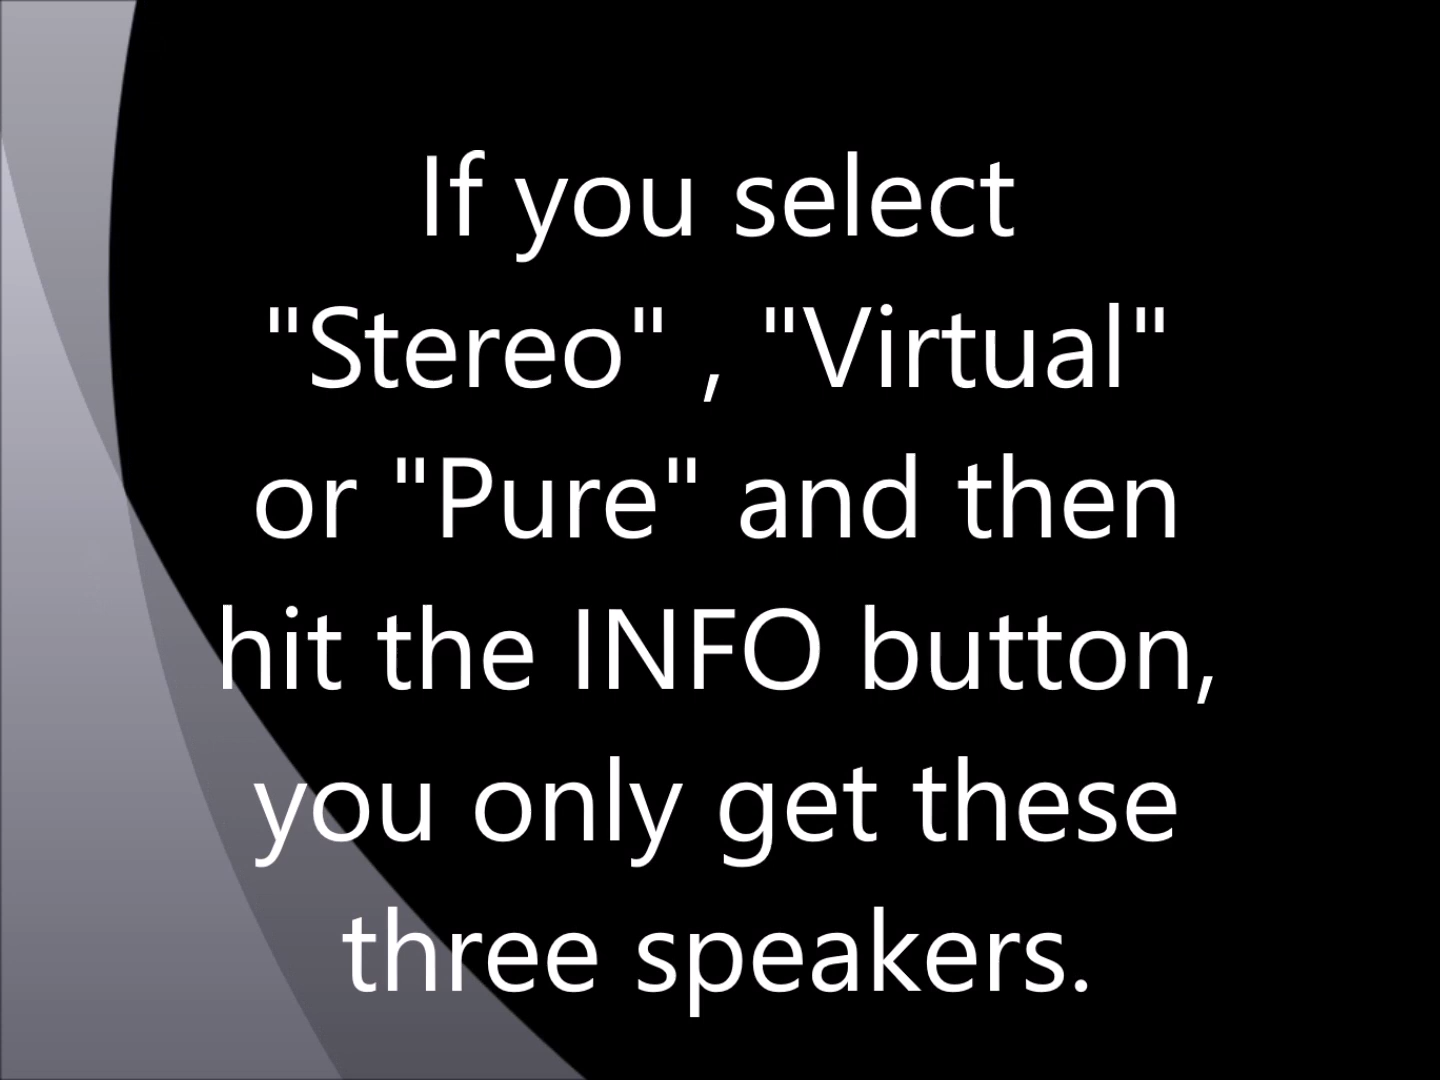 If you select
"Stereo" , "Virtual"
or "Pure" and then
hit the INFO button,
you only get these
three speakers.